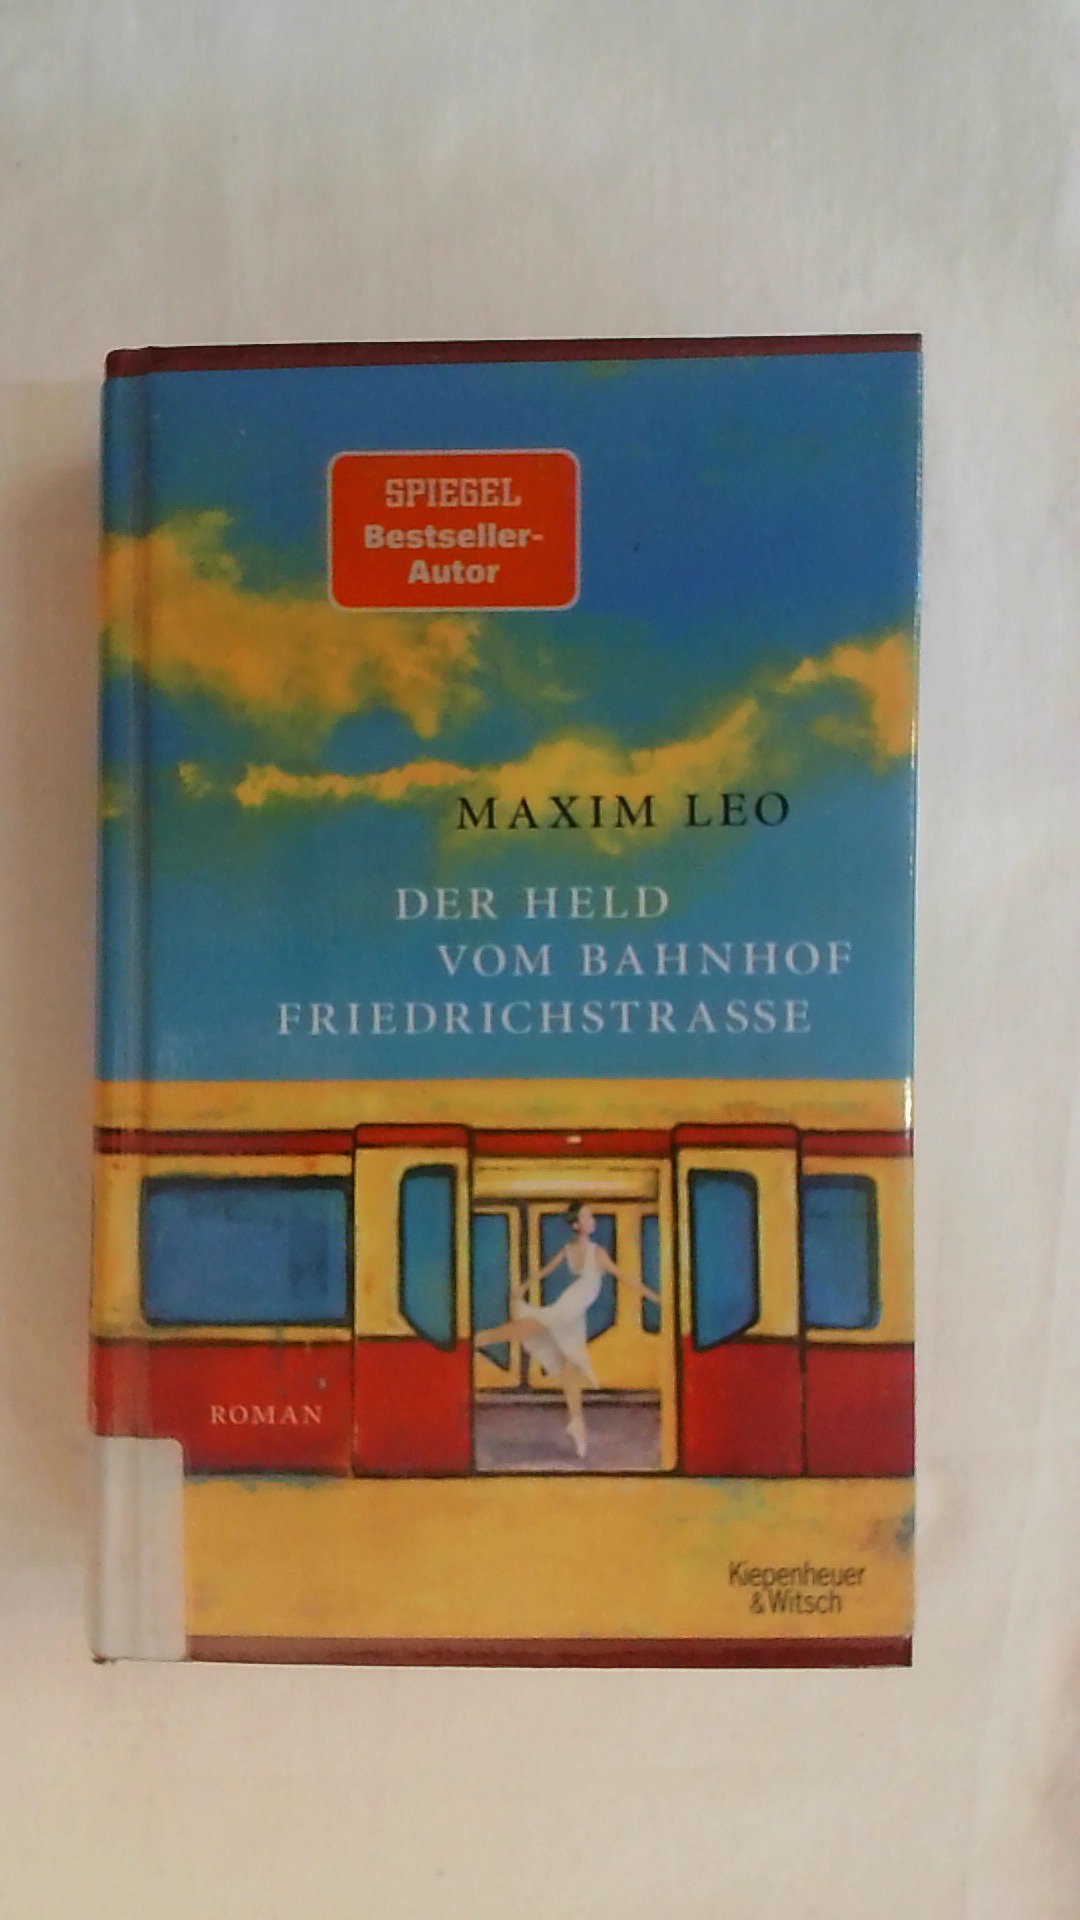 SPIEGEL
Bestseller-
Autor
MAXIM LEO
DER HELD
VOM BAHNHOF
FRIEDRICHSTRASSE
ROMAN
Kiepenheuer
&Witsch